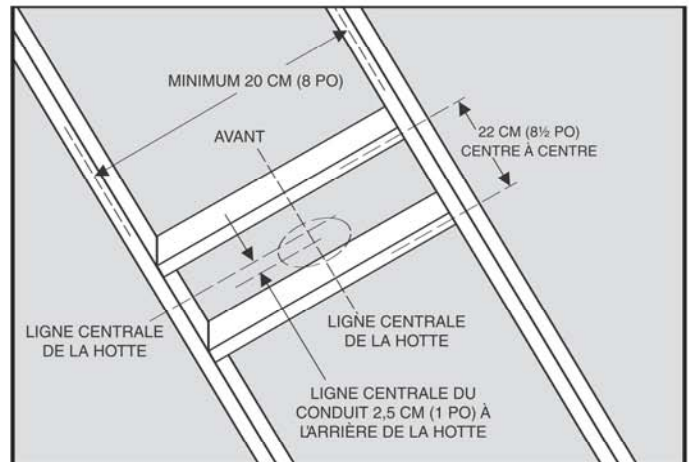 MINIMUM 20 CM (8 PO)
AVANT
22 CM (8½ PO)
CENTRE À CENTRE
LIGNE CENTRALE
DE LA HOTTE
LIGNE CENTRALE
DE LA HOTTE
LIGNE CENTRALE DU
CONDUIT 2,5 CM (1 PO) À
L'ARRIÈRE DE LA HOTTE